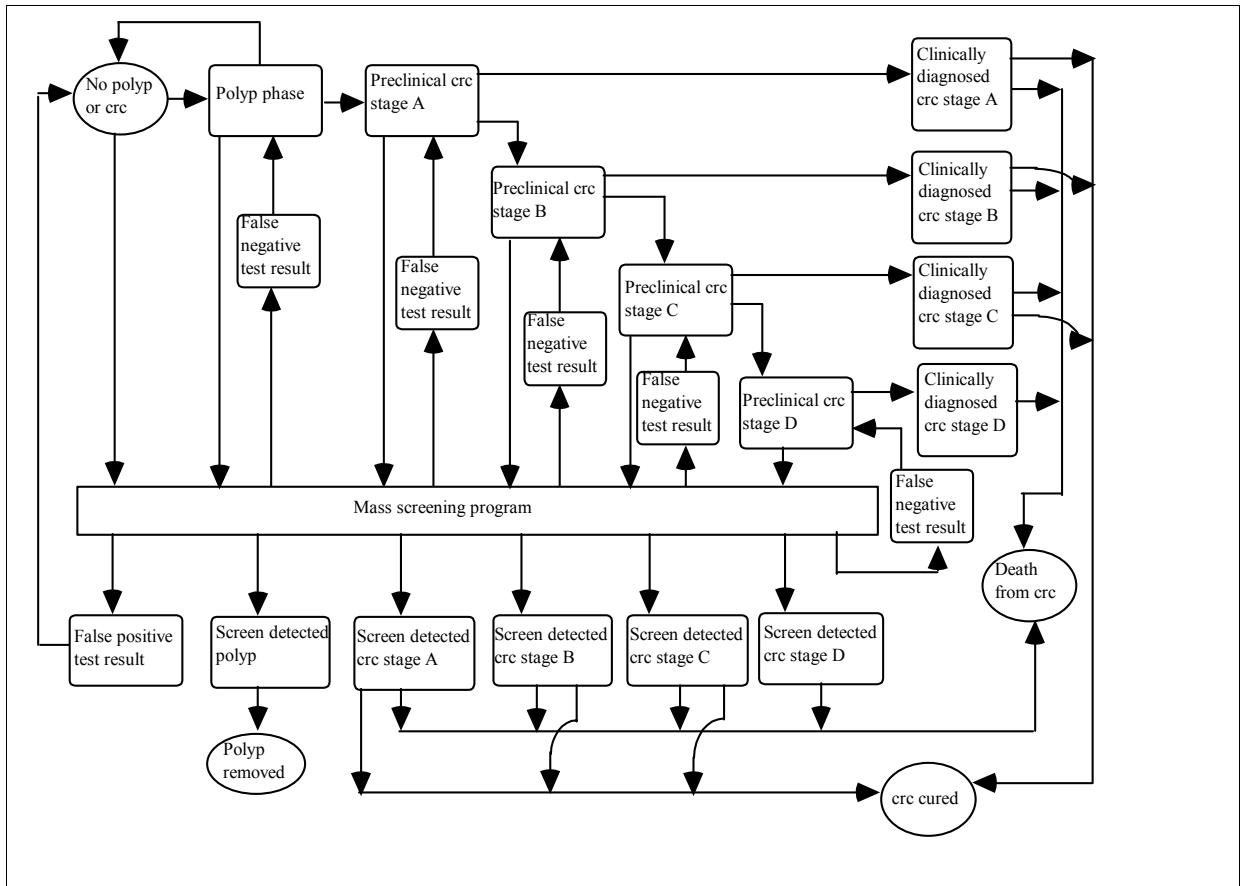 No polyp
or crc
Polyp phase
Preclinical crc
stage A
Clinically
diagnosed
crc stage A
Preclinical crc
stage B
Clinically
diagnosed
crc stage B
False
negative
test result
False
negative
test result
Preclinical crc
stage C
Clinically
diagnosed
crc stage C
False
negative
test result
False
negative
test result
Preclinical crc
stage D
Clinically
diagnosed
crc stage D
False
negative
test result
Mass screening program
Death
from crc
False positive
test result
Screen detected
polyp
Screen detected
crc stage A
Screen detected
crc stage B
Screen detected
crc stage C
Screen detected
crc stage D
Polyp
removed
crc cured